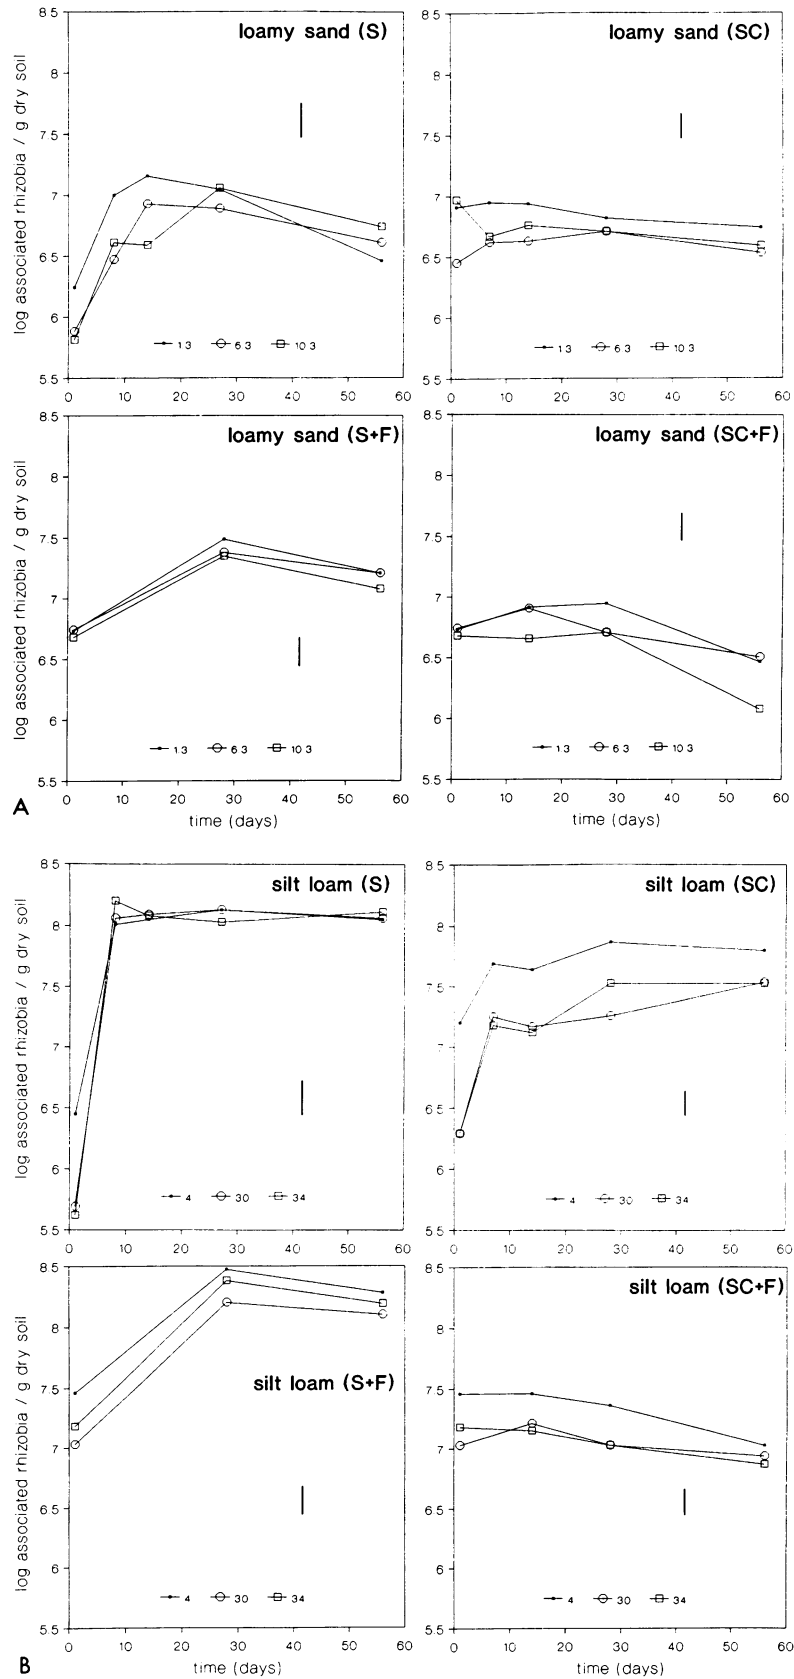 loamy sand (S)
log associated rhizobia / g dry soil
8 5
8
7 5
7
6.5
6
5 5
1 3 6 3 10 3
0 10 20 30 40 50 60
loamy sand (SC)
8.5
8
7.5
7
6.5
6
5 5
1 3 6 3 10 3
0 10 20 30 40 50 60
loamy sand (S+F)
log associated rhizobia / g dry soil
8.5
8
7.5
7
6.5
6
5.5
1 3 6 3 10 3
0 10 20 30 40 50 60
time (days)
loamy sand (SC+F)
8.5
8
7.5
7
6.5
6
5.5
1 3 6 3 10 3
0 10 20 30 40 50 60
time (days)
A
silt loam (S)
log associated rhizobia / g dry soil
8 5
8
7.5
7
6 5
6
5.5
4 30 34
0 10 20 30 40 50 60
silt loam (SC)
8.5
8
7.5
7
6 5
6
5.5
4 30 34
0 10 20 30 40 50 60
silt loam (S+F)
log associated rhizobia / g dry soil
8.5
8
7.5
7
6.5
6
5.5
4 30 34
0 10 20 30 40 50 60
time (days)
silt loam (SC+F)
8.5
8
7.5
7
6.5
6
5.5
4 30 34
0 10 20 30 40 50 60
time (days)
B